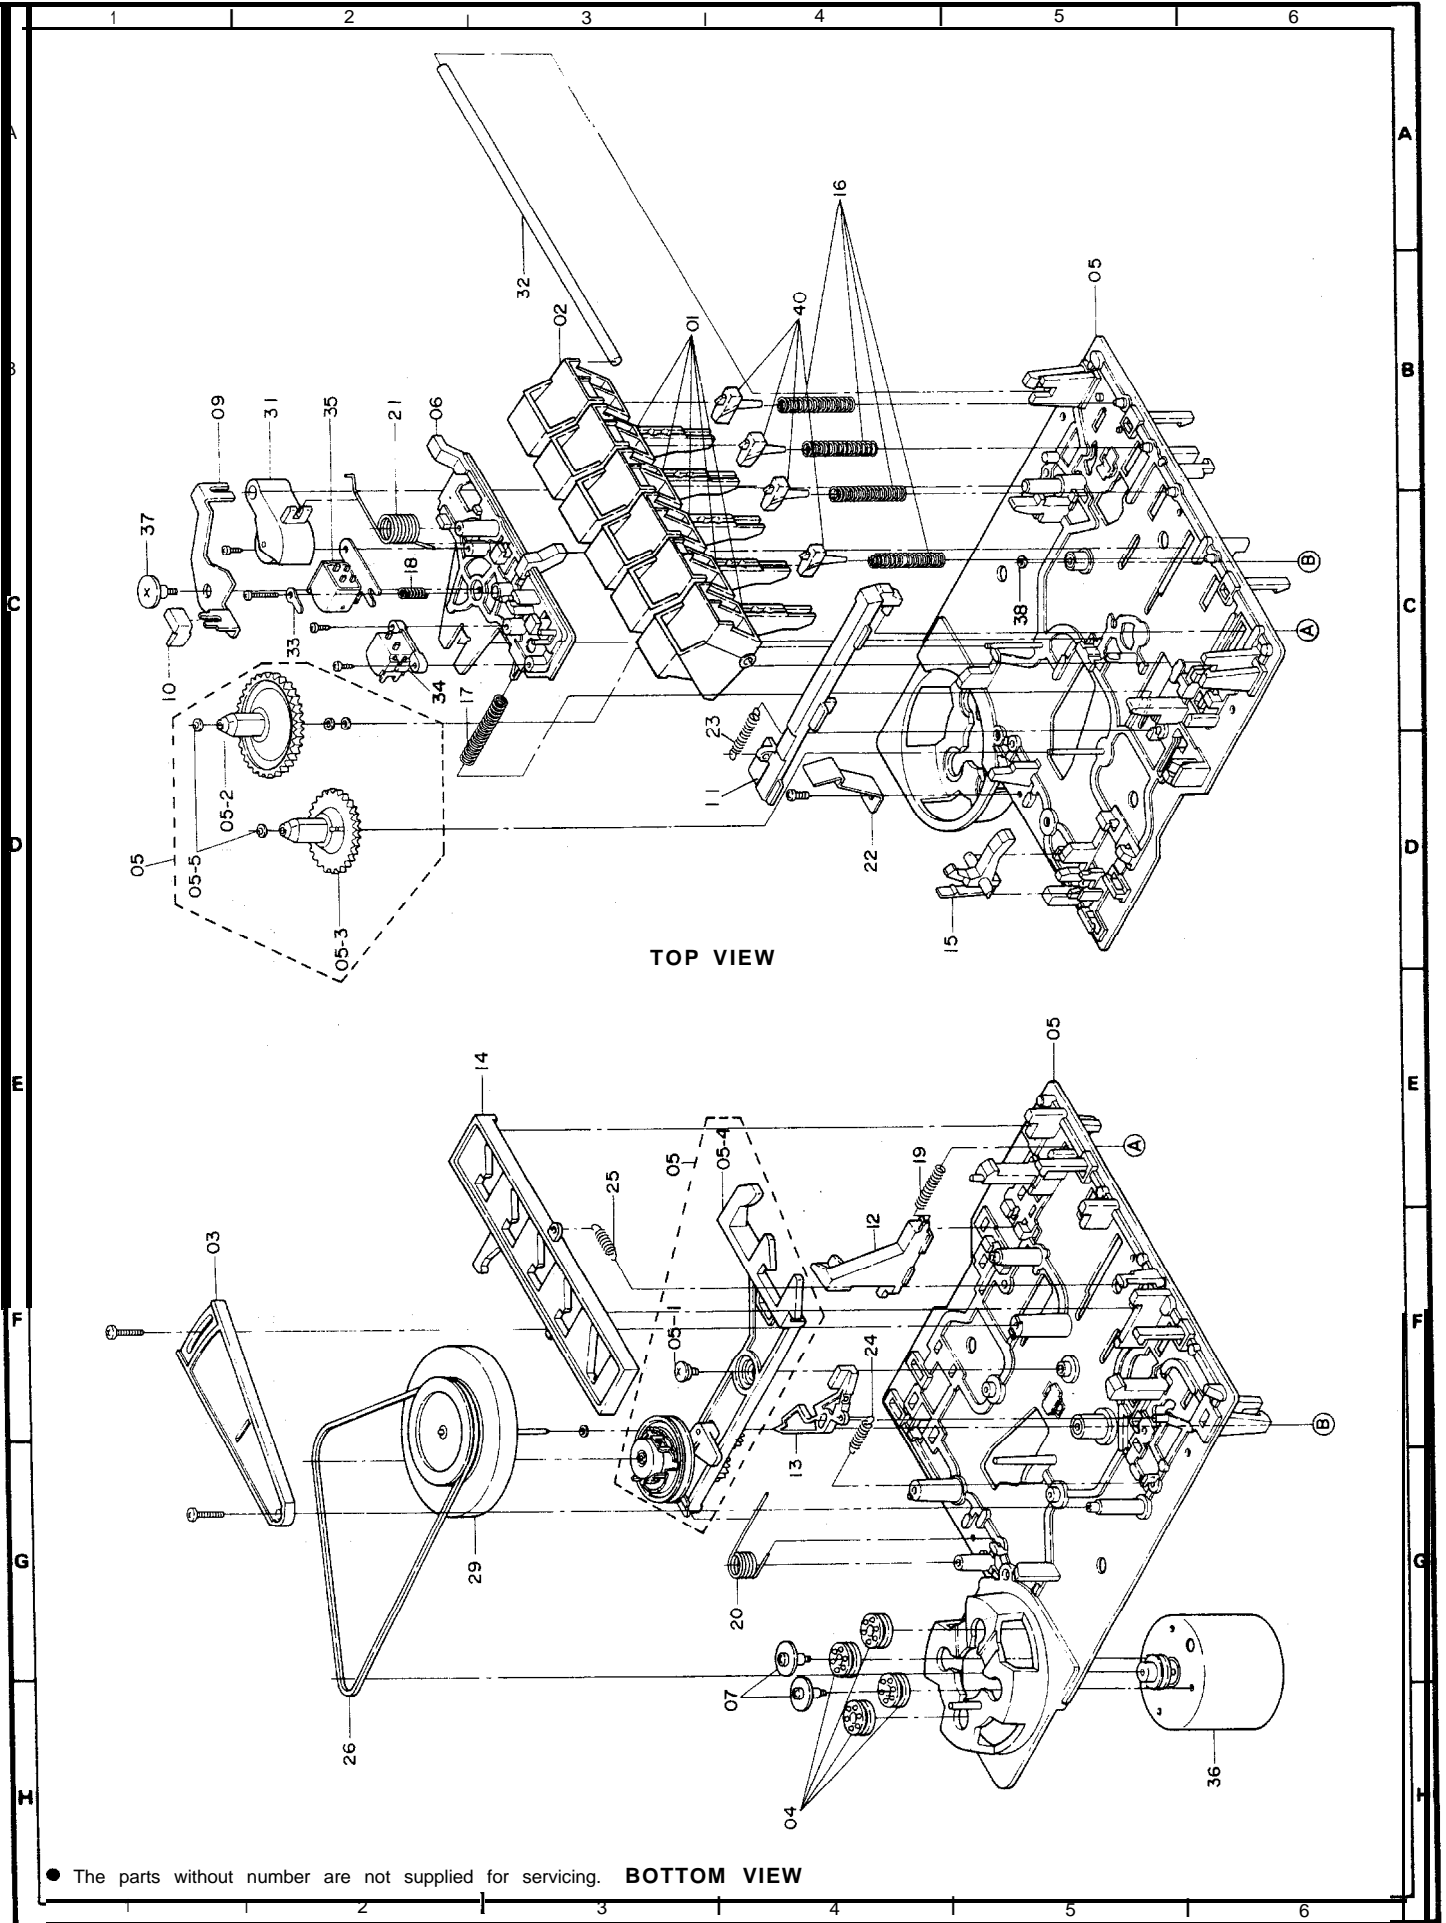 1 2 3 4 5 6
A
A
32
16
05
02
40
01
B
B
09
31
35
21
06
37
18
C
C
10
33
34
17
38
B
A
23
11
22
05-2
05
05-5
D
D
05-3
15
TOP VIEW
05
14
E
E
05
05-4
25
19
A
12
03
F
F
05-1
24
13
B
29
G
G
20
07
26
36
04
H
H
● The parts without number are not supplied for servicing. BOTTOM VIEW
1 2 3 4 5 6